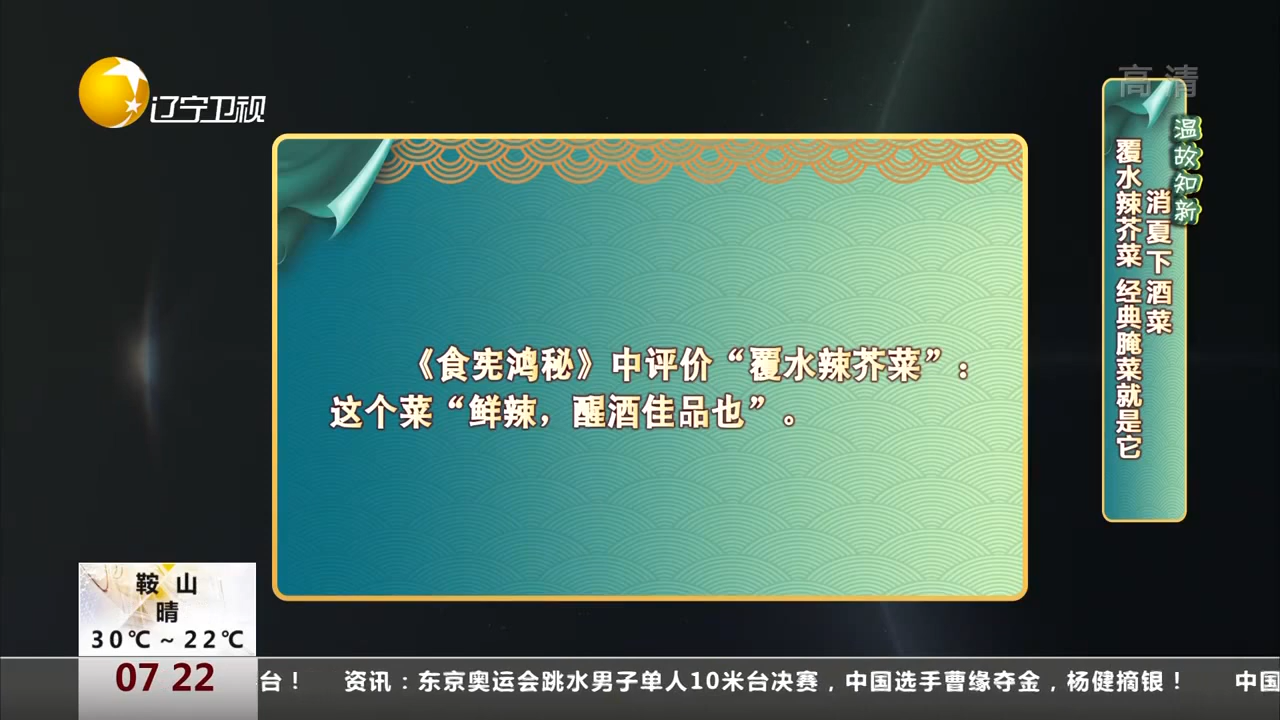 辽宁卫视
高清
温故知新
消夏下酒菜
覆水辣芥菜 经典腌菜就是它
《食宪鸿秘》中评价“覆水辣芥菜”：
这个菜“鲜辣，醒酒佳品也”。
鞍山
晴
30℃~22℃
07 22
台！ 资讯：东京奥运会跳水男子单人10米台决赛，中国选手曹缘夺金，杨健摘银！ 中国